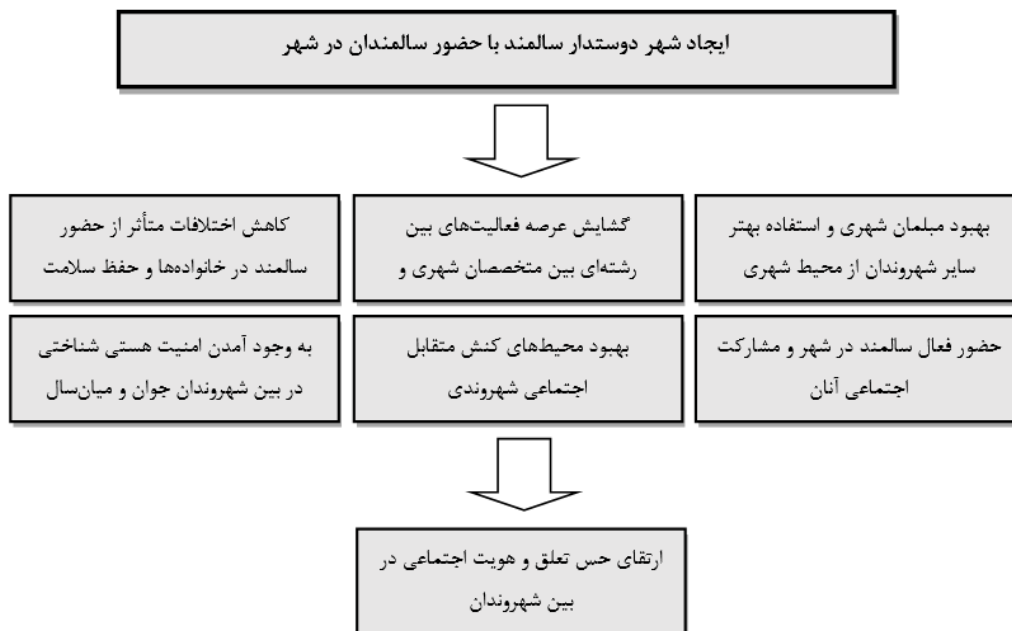 ایجاد شهر دوستدار سالمند با حضور سالمندان در شهر
بهبود مبلمان شهری و استفاده بهتر
سایر شهروندان از محیط شهری
گشایش عرصه فعالیت‌های بین
رشته‌ای بین متخصصان شهری و
کاهش اختلافات متأثر از حضور
سالمند در خانواده‌ها و حفظ سلامت
حضور فعال سالمند در شهر و مشارکت
اجتماعی آنان
بهبود محیط‌های کنش متقابل
اجتماعی شهروندی
به وجود آمدن امنیت هستی شناختی
در بین شهروندان جوان و میان‌سال
ارتقای حس تعلق و هویت اجتماعی در
بین شهروندان